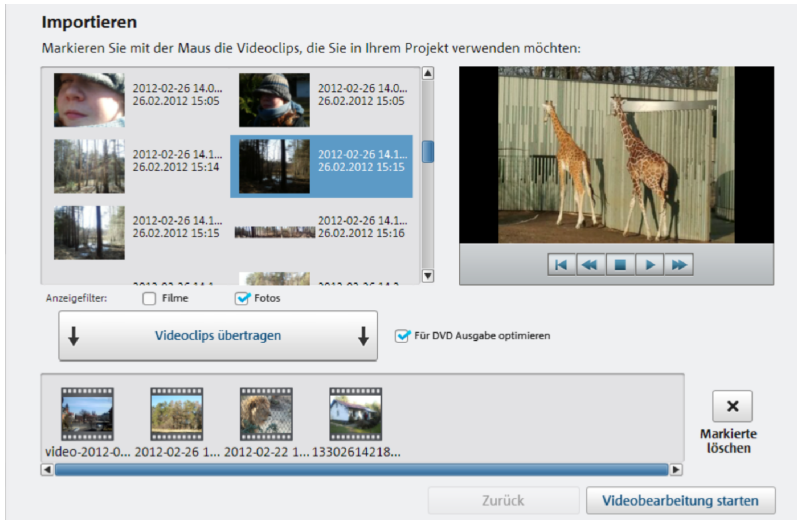 Importieren
Markieren Sie mit der Maus die Videoclips, die Sie in Ihrem Projekt verwenden möchten:
2012-02-26 14.0...
26.02.2012 15:05
2012-02-26 14.0...
26.02.2012 15:05
2012-02-26 14.1...
26.02.2012 15:14
2012-02-26 14.1...
26.02.2012 15:15
2012-02-26 14.1...
26.02.2012 15:15
2012-02-26 14.1...
26.02.2012 15:16
Anzeigefilter:
Filme
Fotos
Videoclips übertragen
Für DVD Ausgabe optimieren
video-2012-0...
2012-02-26 1...
2012-02-22 1...
13302614218...
Markierte
löschen
Zurück
Videobearbeitung starten